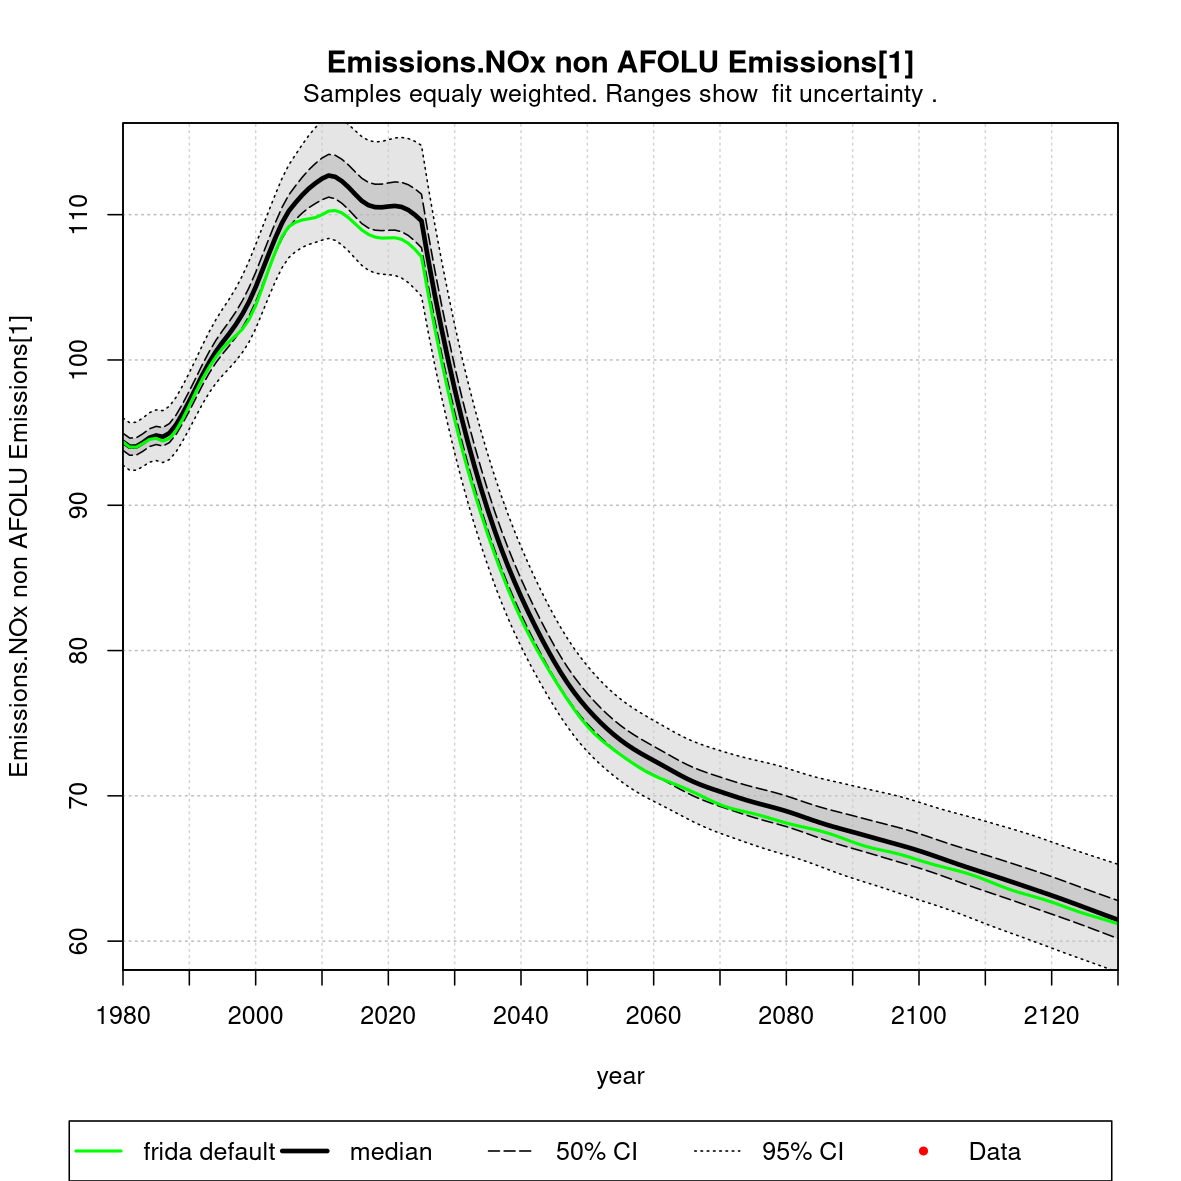 Emissions.NOx non AFOLU Emissions[1]
Samples equaly weighted. Ranges show  fit uncertainty .
Emissions.NOx non AFOLU Emissions[1]
110
100
90
80
70
60
1980 2000 2020 2040 2060 2080 2100 2120
year
frida default median 50% CI 95% CI Data